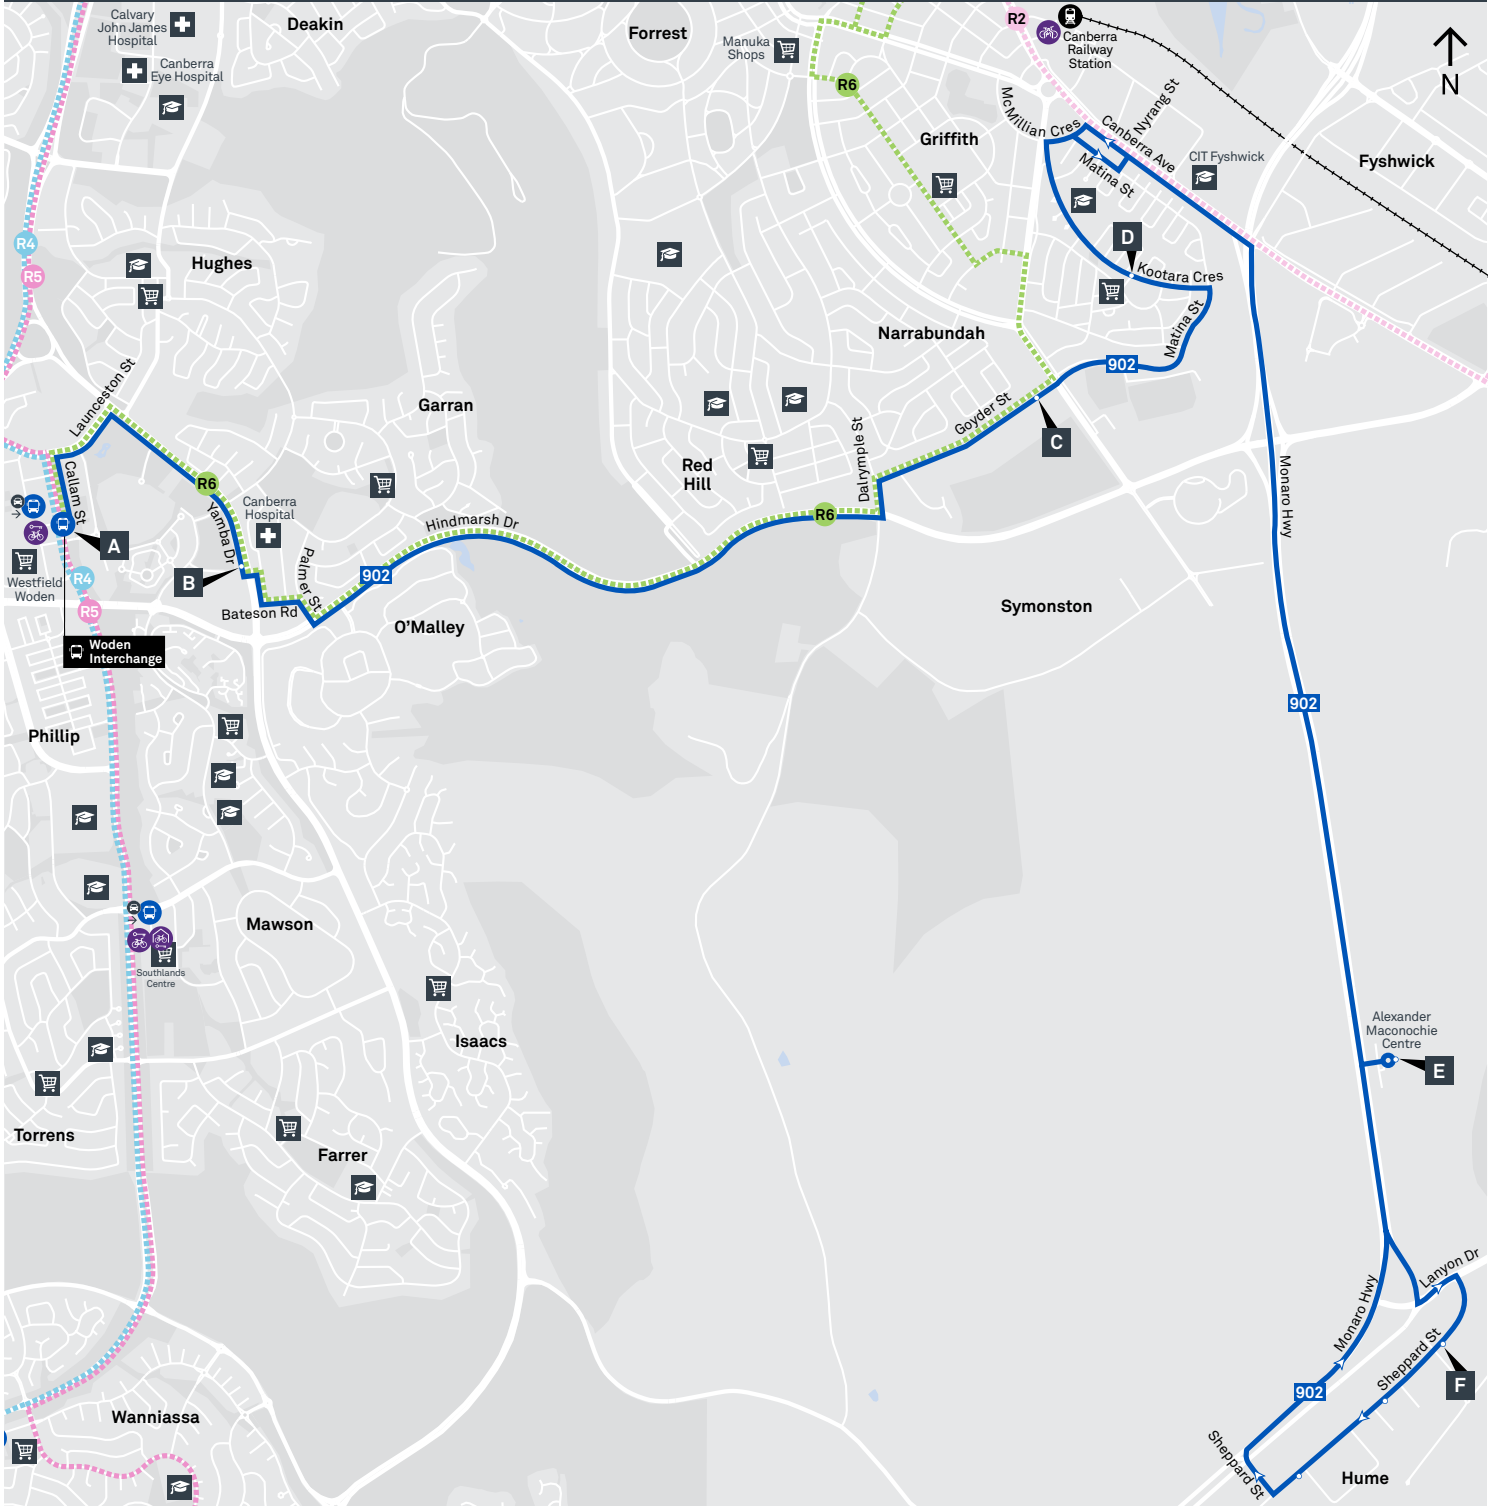 Calvary
John James
Hospital
Deakin
Forrest
Manuka
Shops
R2
Canberra
Railway
Station
N
Canberra
Eye Hospital
R6
McMillian Cres
Nyrang St
Canberra Ave
Griffith
Matina St
CIT Fyshwick
Fyshwick
R4
R5
Hughes
D
Kootara Cres
Matina St
Narrabundah
902
Launceston St
Garran
Goyder St
C
Dalrymple St
Red
Hill
Callam St
R6
Canberra
Hospital
Yamba Dr
Hindmarsh Dr
R6
Monaro Hwy
A
Westfield
Woden
R4
R5
B
Palmer St
902
Bateson Rd
O'Malley
Symonston
Woden
Interchange
902
Phillip
Mawson
Southlands
Centre
Isaacs
Alexander
Maconochie
Centre
E
Torrens
Farrer
Lanyon Dr
Monaro Hwy
Sheppard St
F
902
Wanniassa
Sheppard St
Hume